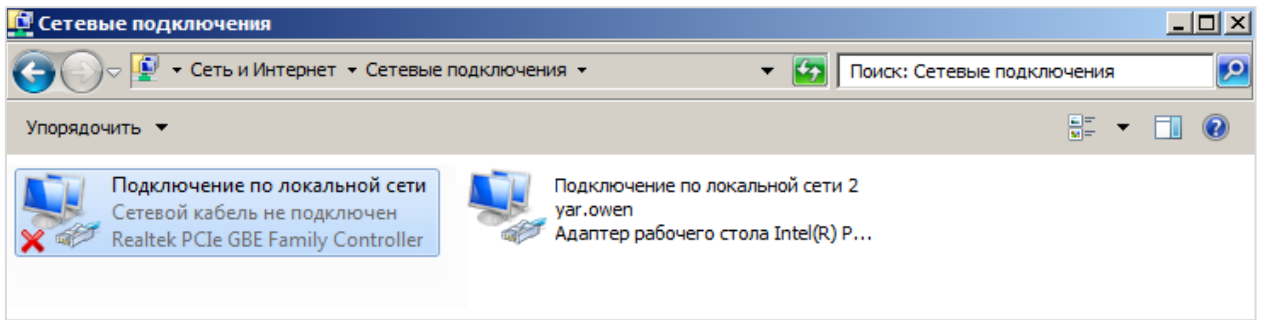 Сетевые подключения
Сеть и Интернет Сетевые подключения Поиск: Сетевые подключения
Упорядочить
Подключение по локальной сети
Сетевой кабель не подключен
Realtek PCIe GBE Family Controller
Подключение по локальной сети 2
yar.owen
Адаптер рабочего стола Intel(R) P...